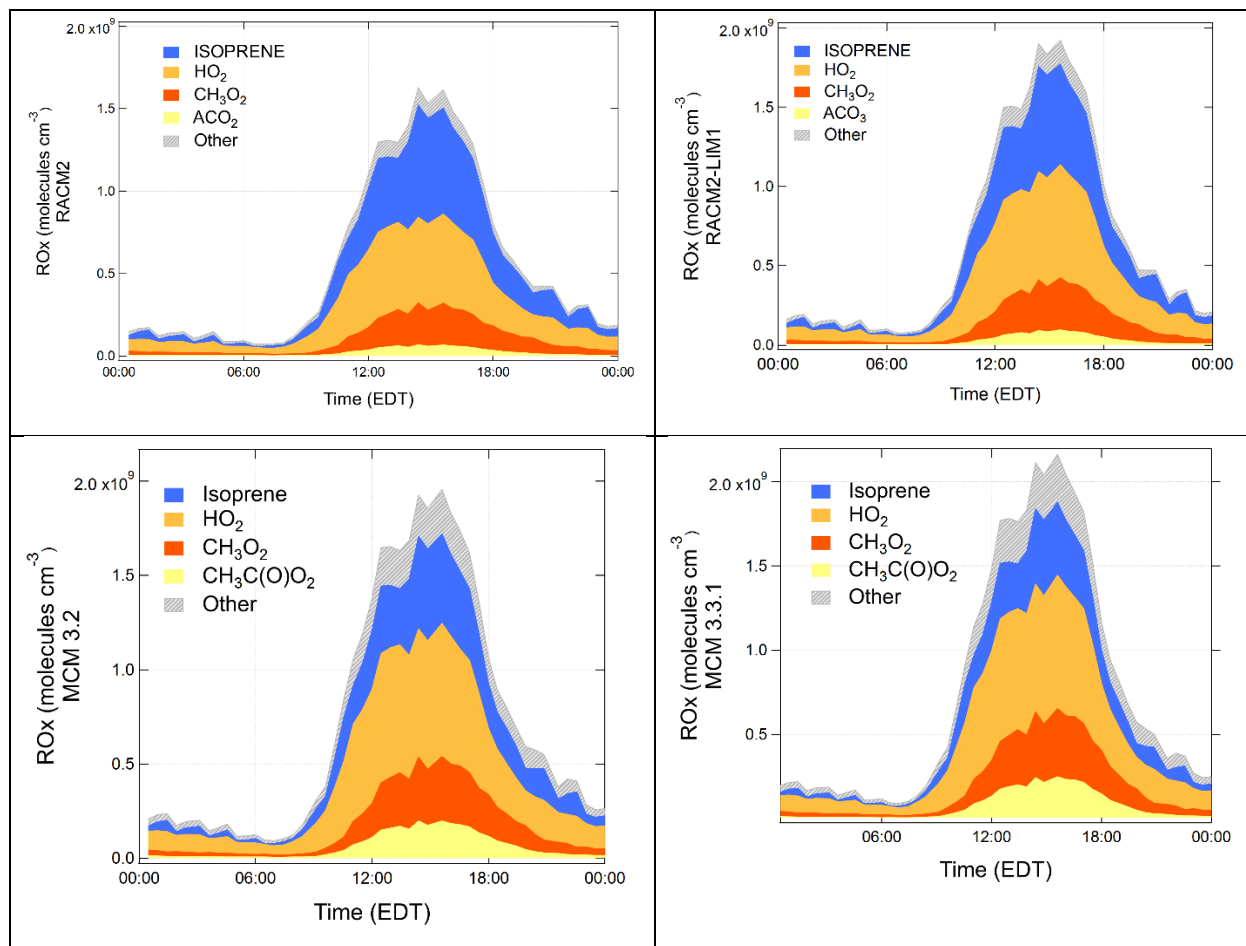 2.0 x10⁹
1.5
1.0
0.5
0.0
ROx (molecules cm⁻³)
RACM2
ISOPRENE
HO₂
CH₃O₂
ACO₂
Other
00:00 06:00 12:00 18:00 00:00
Time (EDT)
2.0 x10⁹
1.5
1.0
0.5
0.0
ROx (molecules cm⁻³)
RACM2-LIM1
ISOPRENE
HO₂
CH₃O₂
ACO₃
Other
00:00 06:00 12:00 18:00 00:00
Time (EDT)
2.0 x10⁹
1.5
1.0
0.5
0.0
ROx (molecules cm⁻³)
MCM 3.2
Isoprene
HO₂
CH₃O₂
CH₃C(O)O₂
Other
00:00 06:00 12:00 18:00 00:00
Time (EDT)
2.0 x10⁹
1.5
1.0
0.5
ROx (molecules cm⁻³)
MCM 3.3.1
Isoprene
HO₂
CH₃O₂
CH₃C(O)O₂
Other
06:00 12:00 18:00 00:00
Time (EDT)